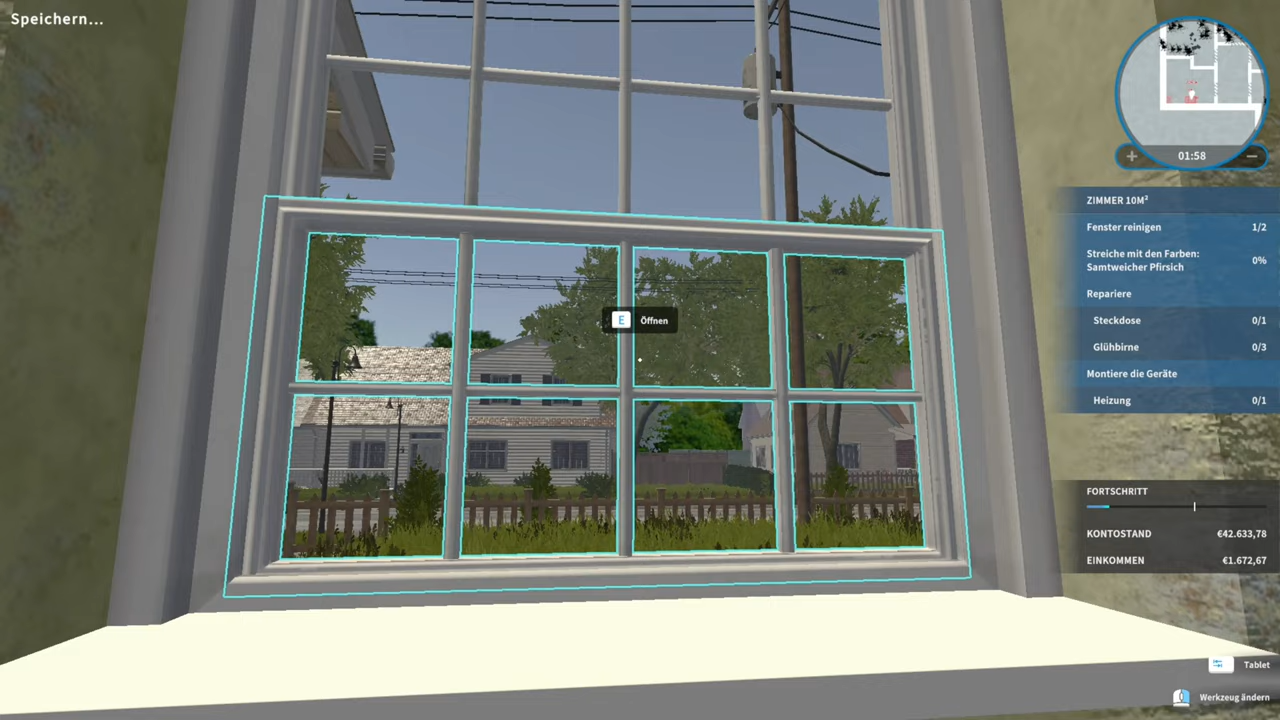 Speichern...
01:58
ZIMMER 10M²
Fenster reinigen 1/2
Streiche mit den Farben:
Samtweicher Pfirsich 0%
Repariere
Steckdose 0/1
Glühbirne 0/3
Montiere die Geräte
Heizung 0/1
E Öffnen
FORTSCHRITT
KONTOSTAND €42.633,78
EINKOMMEN €1.672,67
Tablet
Werkzeug ändern